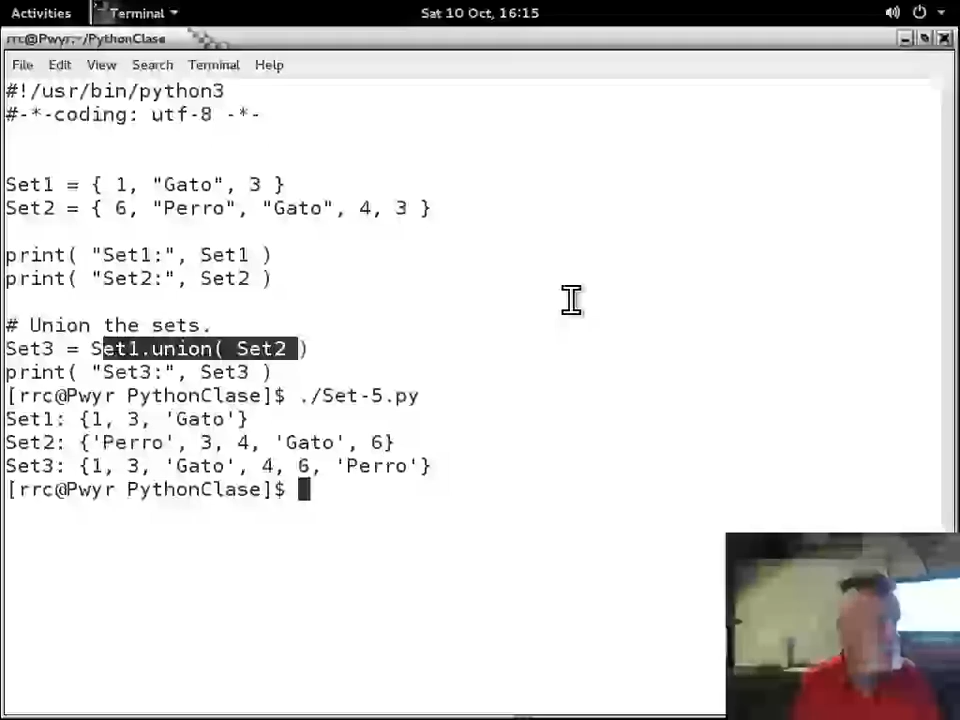 Activities Terminal Sat 10 Oct, 16:15
rrc@Pwyr:~/PythonClase
File Edit View Search Terminal Help
#!/usr/bin/python3
#-*-coding: utf-8 -*-
Set1 = { 1, "Gato", 3 }
Set2 = { 6, "Perro", "Gato", 4, 3 }
print( "Set1:", Set1 )
print( "Set2:", Set2 )
# Union the sets.
Set3 = Set1.union( Set2 )
print( "Set3:", Set3 )
[rrc@Pwyr PythonClase]$ ./Set-5.py
Set1: {1, 3, 'Gato'}
Set2: {'Perro', 3, 4, 'Gato', 6}
Set3: {1, 3, 'Gato', 4, 6, 'Perro'}
[rrc@Pwyr PythonClase]$